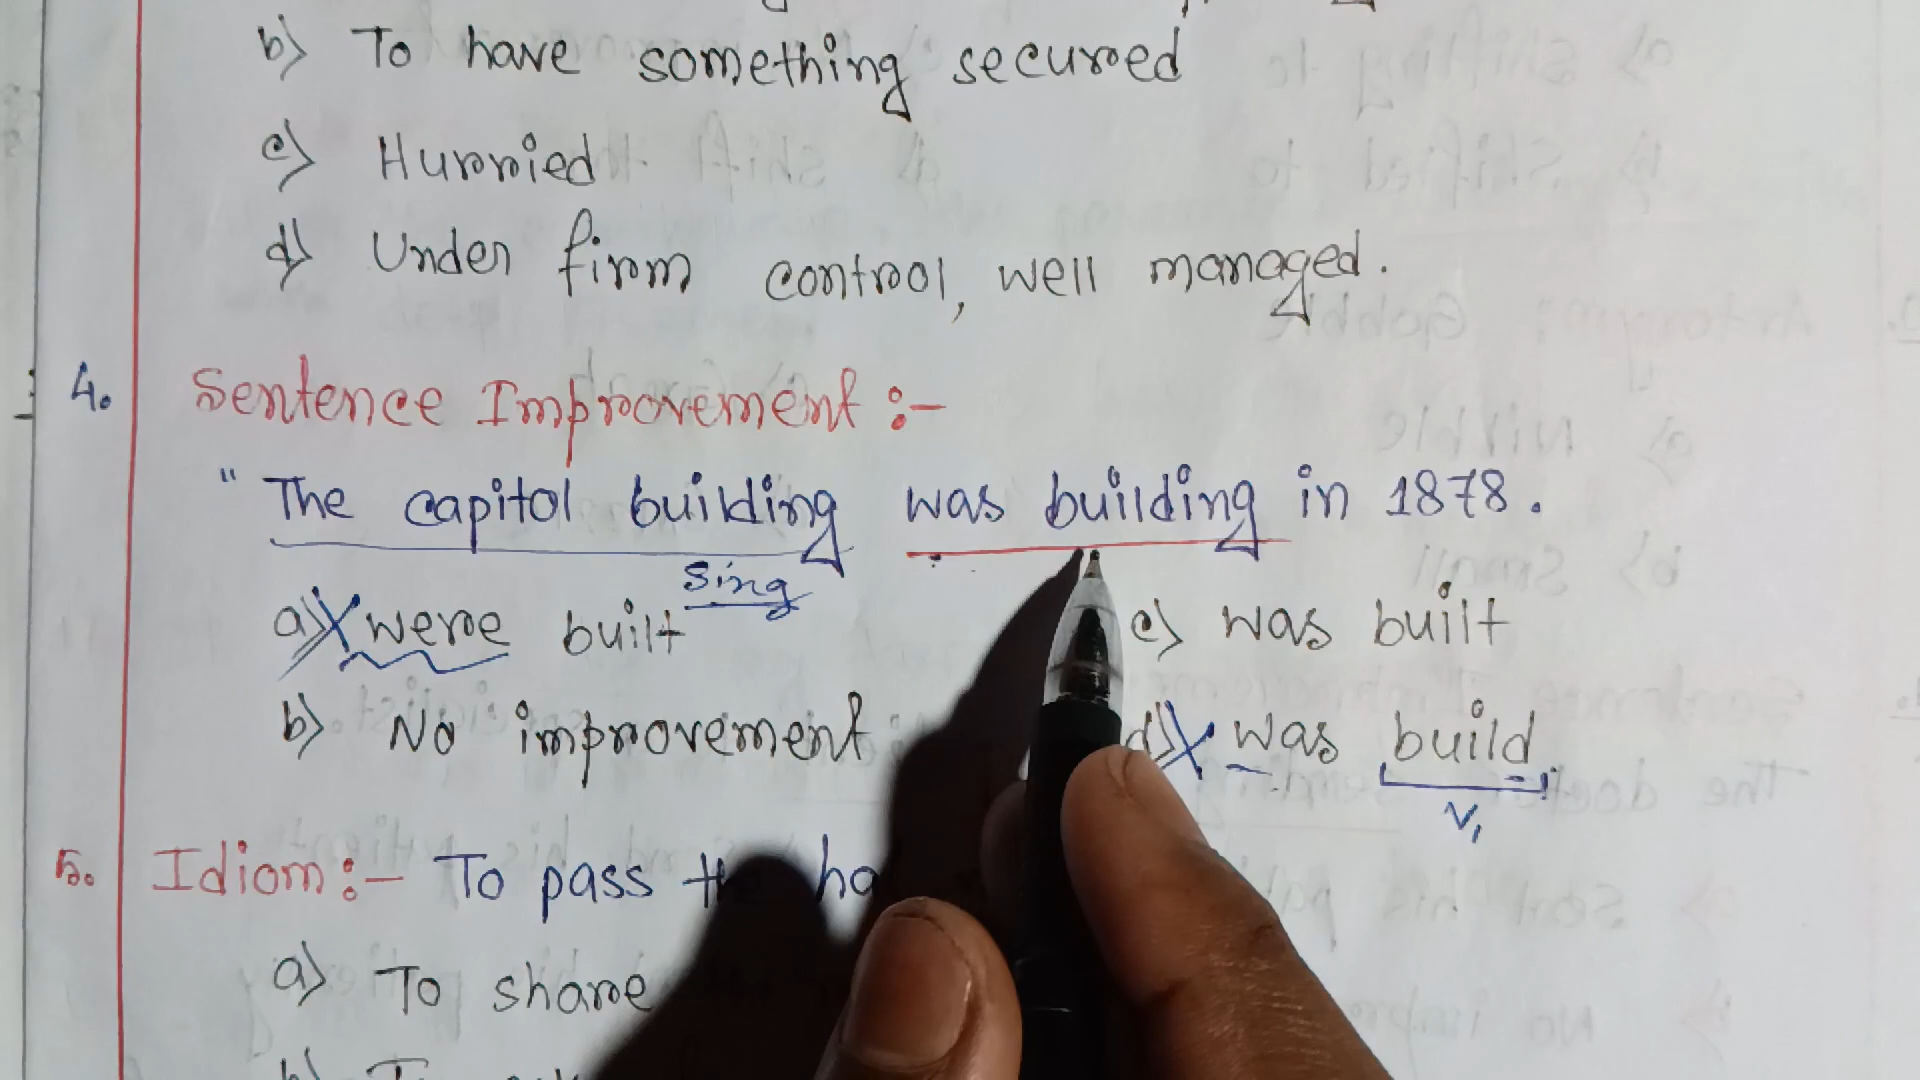 b) To have something secured
c) Hurried
d) Under firm control, well managed.
4. Sentence Improvement :-
"The capitol building was building in 1878.
Sing
a) were built
c) was built
b) No improvement
d) was build.
V1
5. Idiom :- To pass the
a) To share
b)